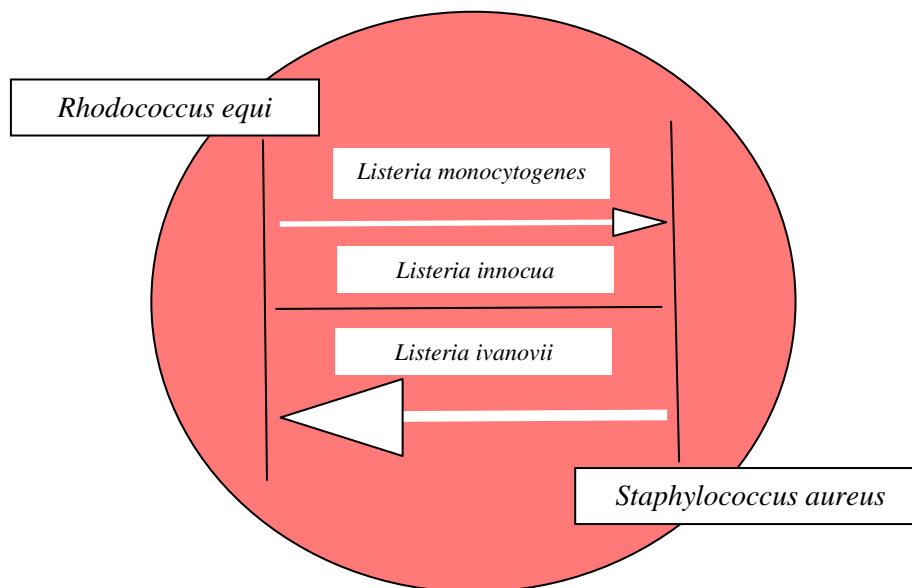 Rhodococcus equi
Listeria monocytogenes
Listeria innocua
Listeria ivanovii
Staphylococcus aureus